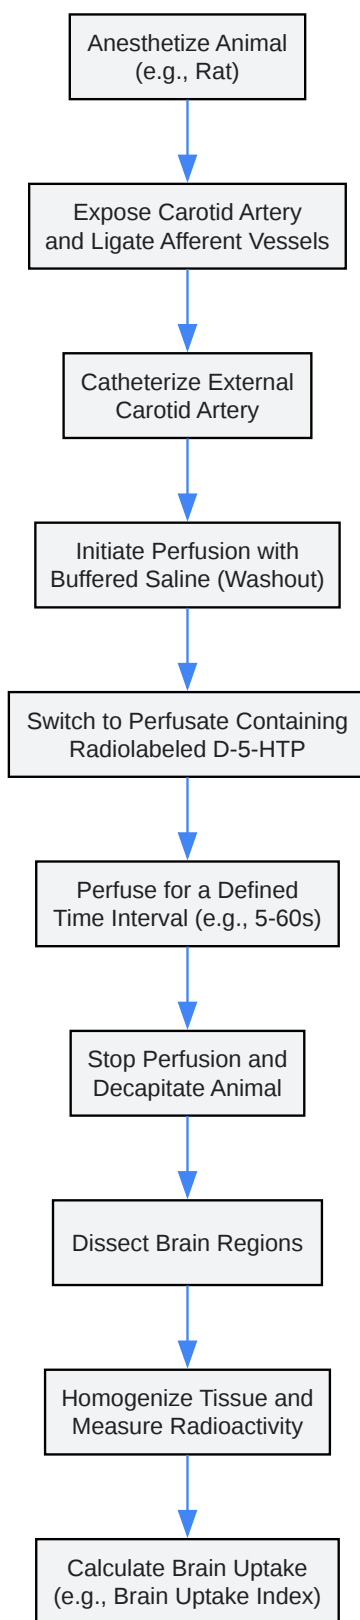 Anesthetize Animal
(e.g., Rat)
Expose Carotid Artery
and Ligate Afferent Vessels
Catheterize External
Carotid Artery
Initiate Perfusion with
Buffered Saline (Washout)
Switch to Perfusate Containing
Radiolabeled D-5-HTP
Perfuse for a Defined
Time Interval (e.g., 5-60s)
Stop Perfusion and
Decapitate Animal
Dissect Brain Regions
Homogenize Tissue and
Measure Radioactivity
Calculate Brain Uptake
(e.g., Brain Uptake Index)